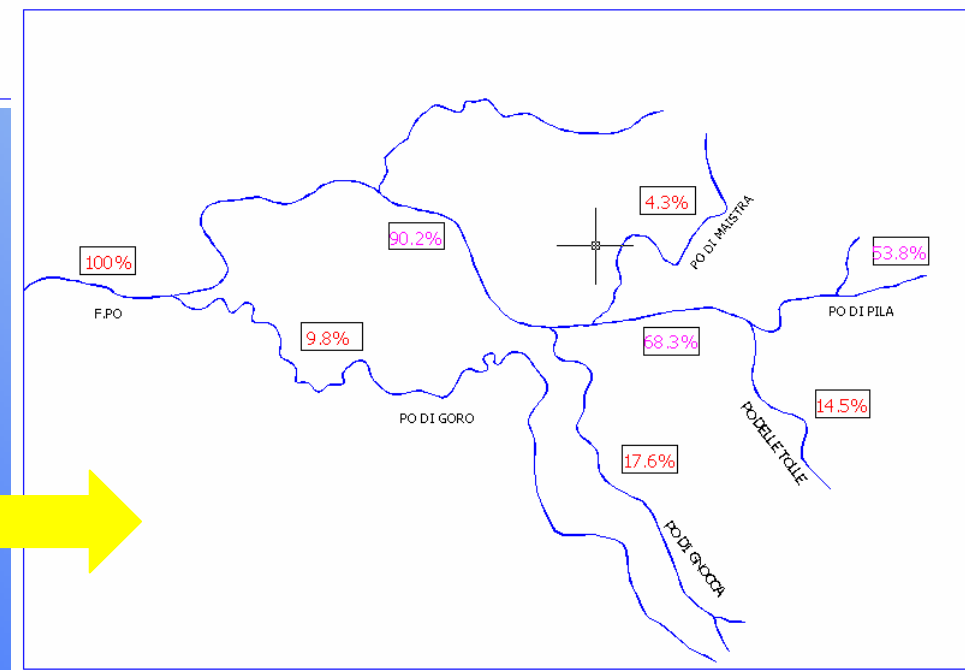 4.3%
PO DI MAISTRA
90.2%
53.8%
100%
F.PO
PO DI PILA
9.8%
68.3%
14.5%
PO DI GORO
PO DELLE TOLLE
17.6%
PO DI GNOCCA